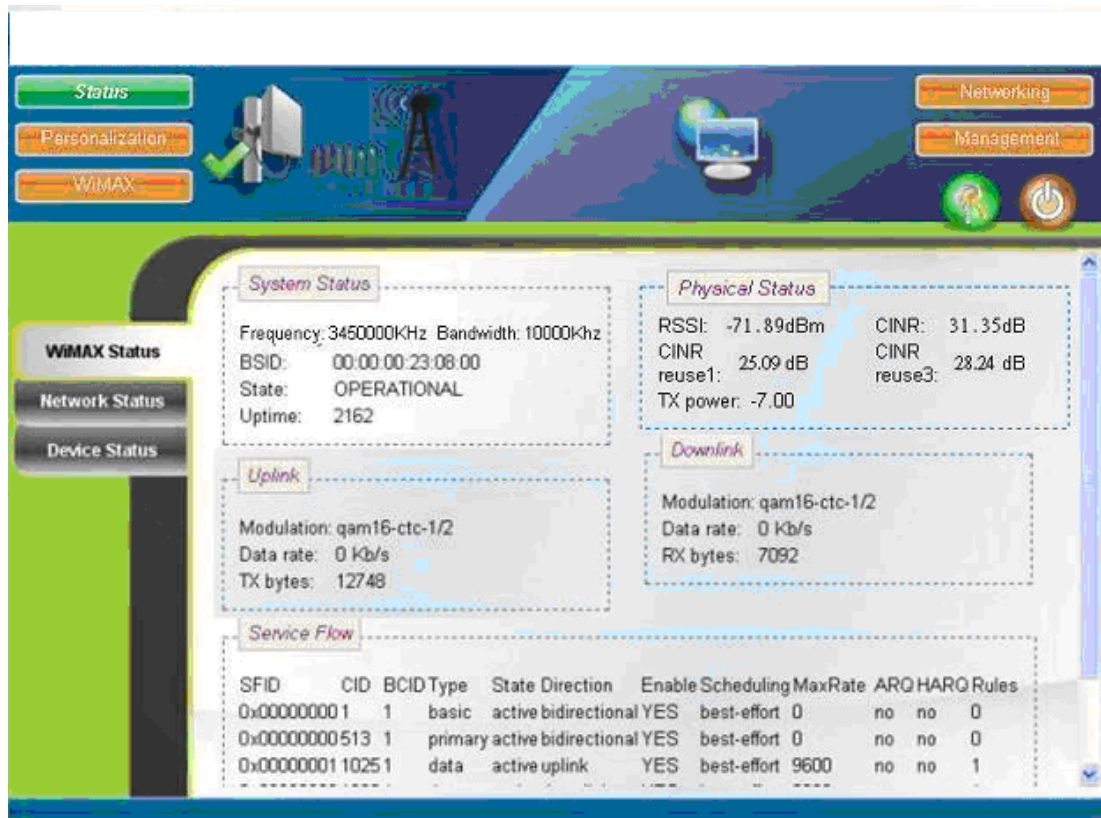 Status
Personalization
WiMAX
Networking
Management
WiMAX Status
Network Status
Device Status
System Status
Frequency: 3450000KHz Bandwidth: 10000Khz
BSID: 00:00:00:23:08:00
State: OPERATIONAL
Uptime: 2162
Physical Status
RSSI: -71.89dBm CINR: 31.35dB
CINR reuse1: 25.09 dB CINR reuse3: 28.24 dB
TX power: -7.00
Uplink
Modulation: qam16-ctc-1/2
Data rate: 0 Kb/s
TX bytes: 12748
Downlink
Modulation: qam16-ctc-1/2
Data rate: 0 Kb/s
RX bytes: 7092
Service Flow
SFID CID BCID Type State Direction Enable Scheduling MaxRate ARQ HARQ Rules
0x00000000 1 1 basic active bidirectional YES best-effort 0 no no 0
0x00000000 513 1 primary active bidirectional YES best-effort 0 no no 0
0x00000001 1025 1 data active uplink YES best-effort 9600 no no 1